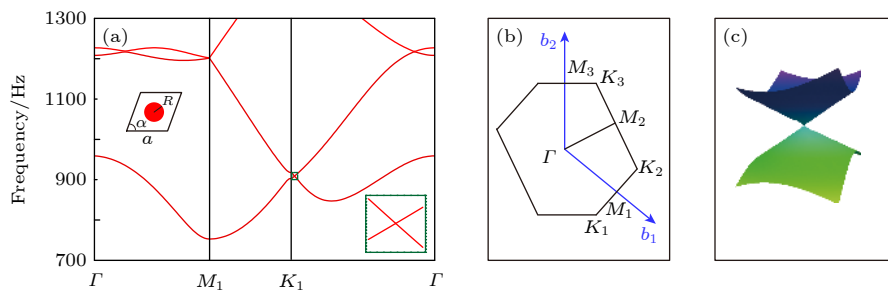 (a)
1300
1100
900
700
Frequency/Hz
R
α
a
Γ M₁ K₁ Γ
(b)
b₂
M₃ K₃
M₂
Γ
K₂
M₁
K₁
b₁
(c)